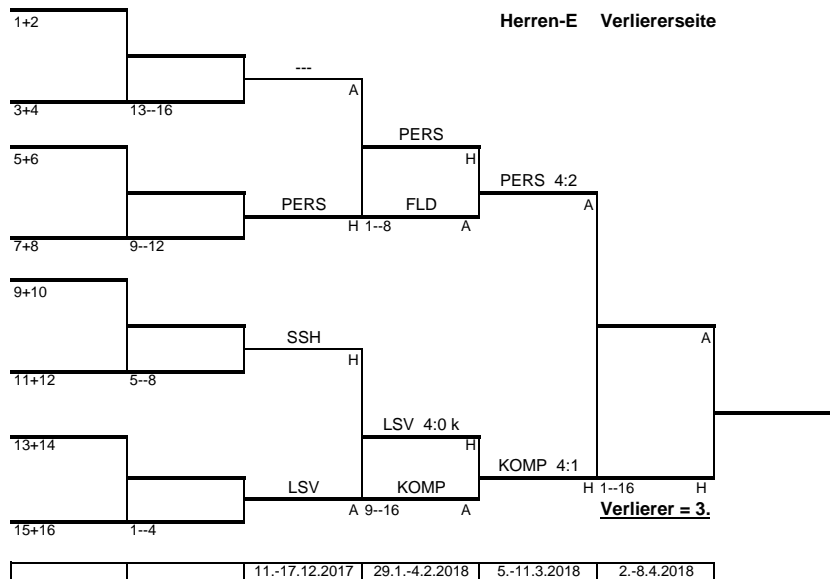 Herren-E Verliererseite
1+2
---
A
3+4 13--16
PERS
5+6 H
PERS 4:2
PERS FLD A
H 1--8 A
7+8 9--12
9+10
SSH A
H
11+12 5--8
LSV 4:0 k
13+14 H
KOMP 4:1
LSV KOMP H 1--16 H
A 9--16 A Verlierer = 3.
15+16 1--4
11.-17.12.2017 29.1.-4.2.2018 5.-11.3.2018 2.-8.4.2018